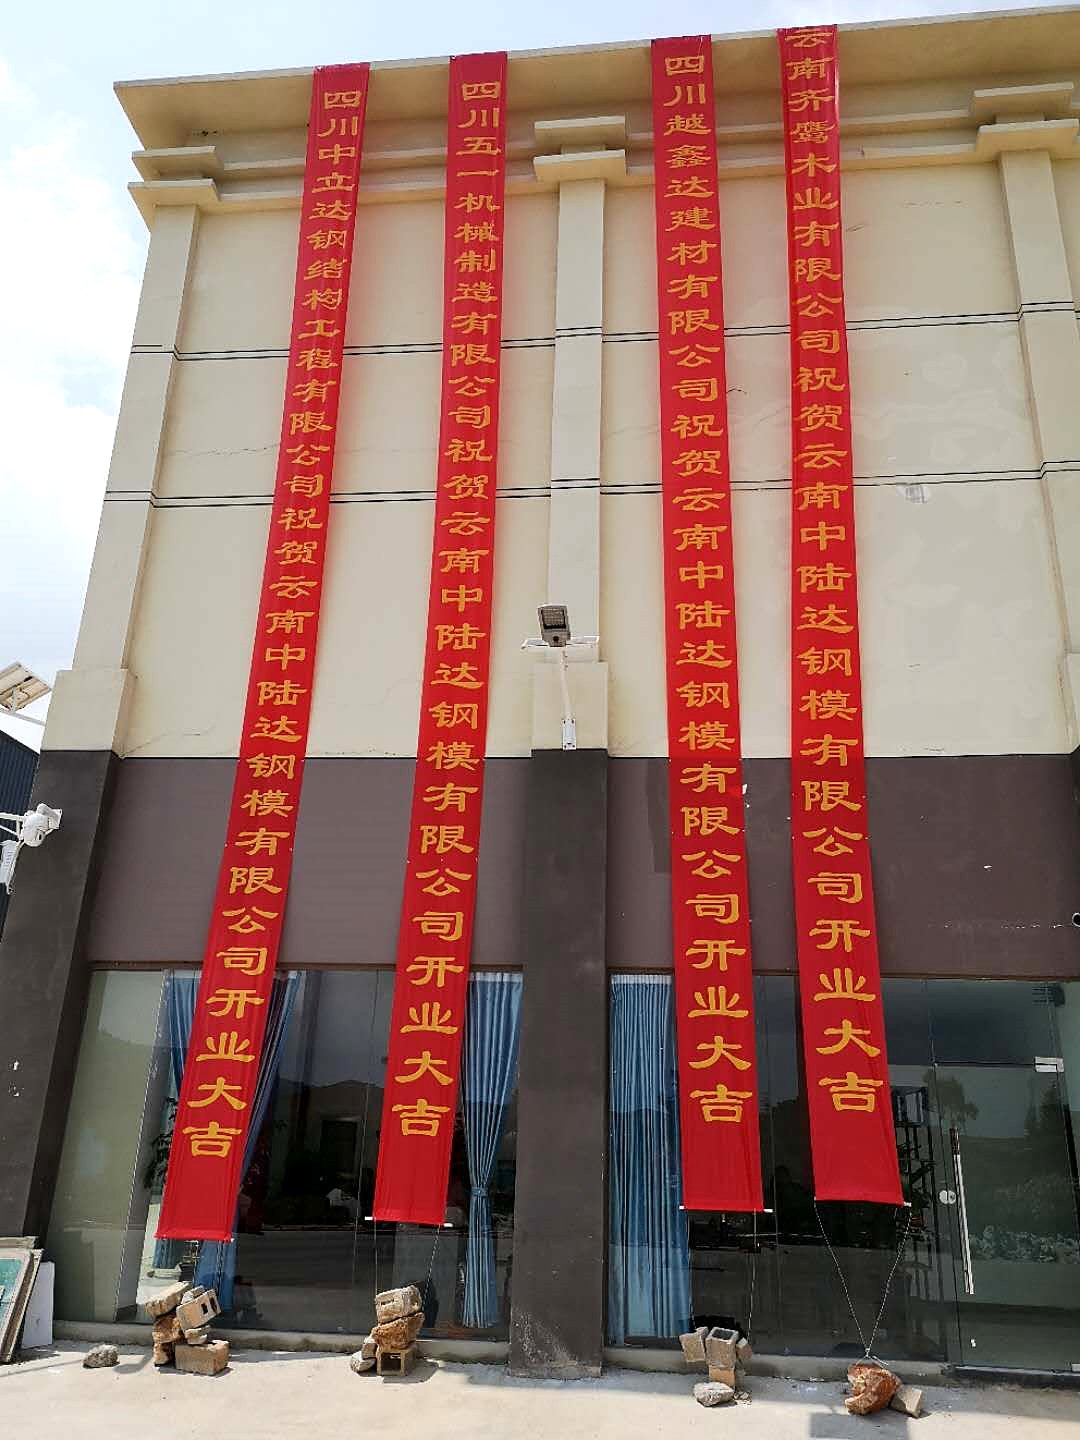 四川中立达钢结构工程有限公司祝贺云南中陆达钢模有限公司开业大吉
四川五一机械制造有限公司祝贺云南中陆达钢模有限公司开业大吉
四川越鑫达建材有限公司祝贺云南中陆达钢模有限公司开业大吉
云南齐鹰木业有限公司祝贺云南中陆达钢模有限公司开业大吉